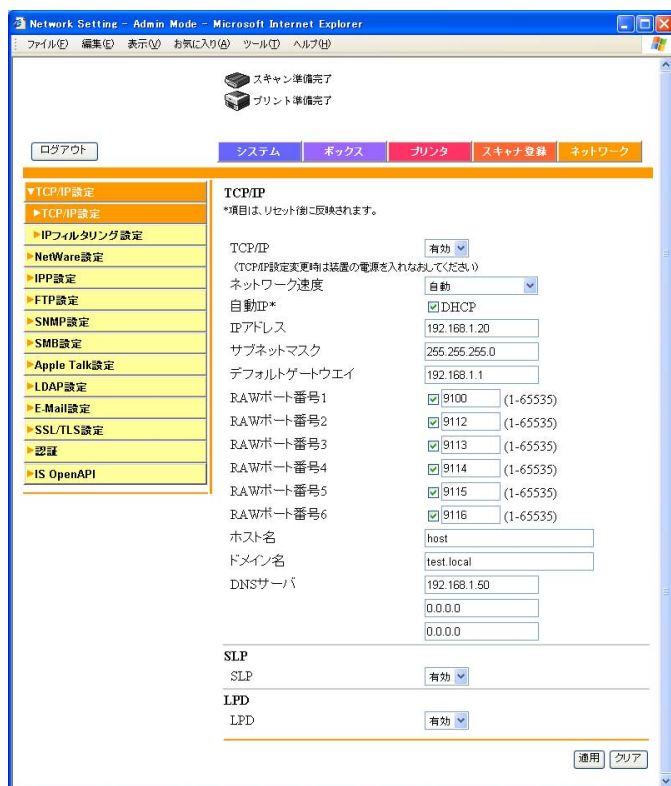 Network Setting - Admin Mode - Microsoft Internet Explorer
ファイル(F) 編集(E) 表示(V) お気に入り(A) ツール(T) ヘルプ(H)
スキャン準備完了
プリント準備完了
ログアウト
システム ボックス プリンタ スキャナ登録 ネットワーク
▼TCP/IP設定
►TCP/IP設定
►IPフィルタリング設定
►NetWare設定
►IPP設定
►FTP設定
►SNMP設定
►SMB設定
►Apple Talk設定
►LDAP設定
►E-Mail設定
►SSL/TLS設定
►認証
►IS OpenAPI
TCP/IP
*項目は、リセット後に反映されます。
TCP/IP 有効
(TCP/IP設定変更時は装置の電源を入れなおしてください)
ネットワーク速度 自動
自動IP* DHCP
IPアドレス 192.168.1.20
サブネットマスク 255.255.255.0
デフォルトゲートウエイ 192.168.1.1
RAWポート番号1 9100 (1-65535)
RAWポート番号2 9112 (1-65535)
RAWポート番号3 9113 (1-65535)
RAWポート番号4 9114 (1-65535)
RAWポート番号5 9115 (1-65535)
RAWポート番号6 9116 (1-65535)
ホスト名 host
ドメイン名 test.local
DNSサーバ 192.168.1.50
0.0.0.0
0.0.0.0
SLP
SLP 有効
LPD
LPD 有効
適用 クリア